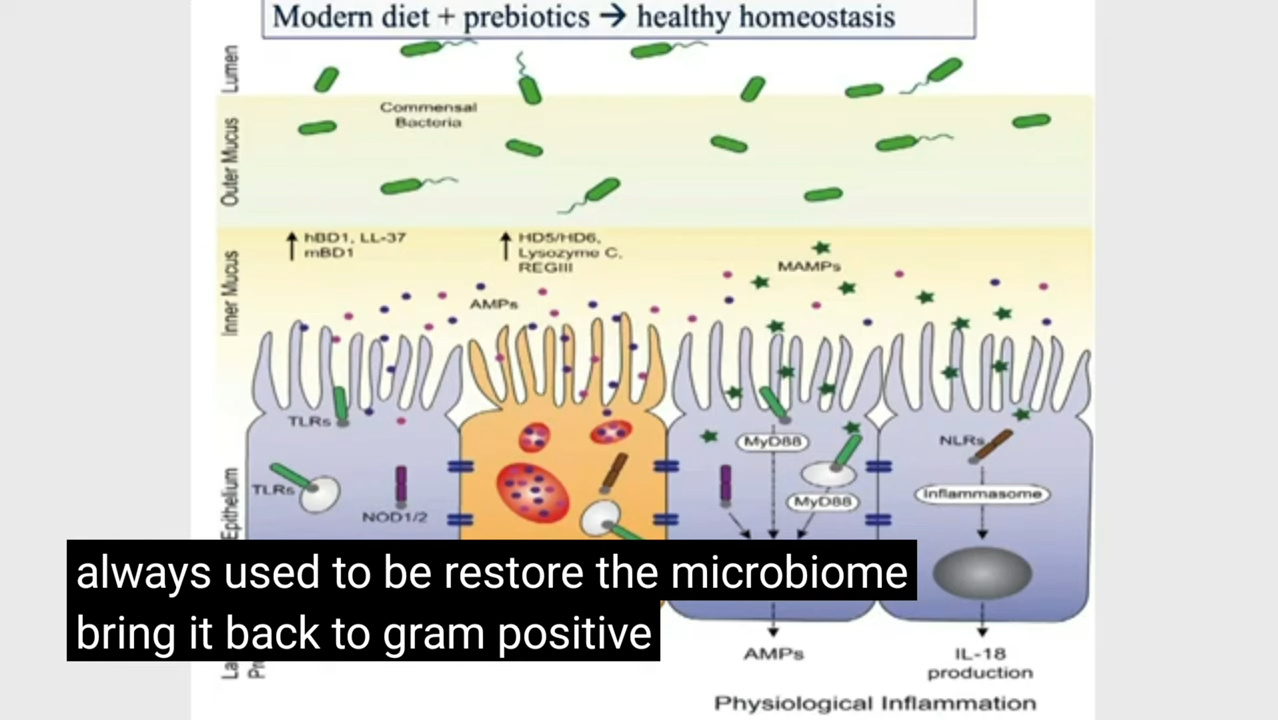 Modern diet + prebiotics → healthy homeostasis
Lumen
Commensal
Bacteria
Outer Mucus
hBD1, LL-37
mBD1
HD5/HD6,
Lysozyme C,
REGIII
MAMPs
Inner Mucus
AMPs
TLRs
MyD88
NLRs
TLRs
NOD1/2
MyD88
Inflammasome
Epithelium
always used to be restore the microbiome
bring it back to gram positive
AMPs
IL-18
production
Physiological Inflammation